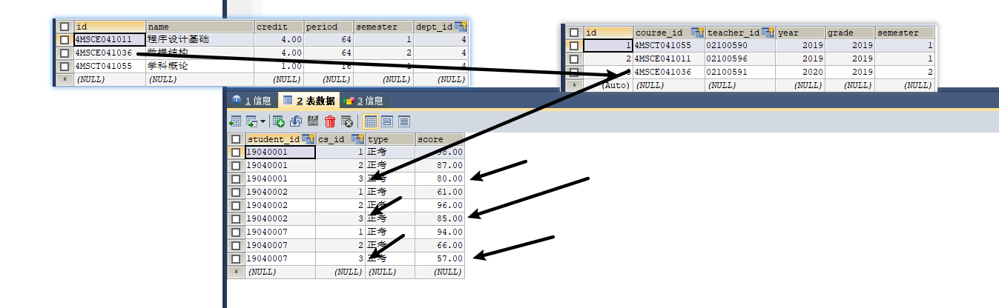 id name credit period semester dept_id
4MSCE041011 程序设计基础 4.00 64 1 4
4MSCE041036 数据结构 4.00 64 2 4
4MSCT041055 学科概论 1.00 16 1 4
* (NULL) (NULL) (NULL) (NULL) (NULL) (NULL)
id course_id teacher_id year grade semester
1 4MSCT041055 02100590 2019 2019 1
2 4MSCE041011 02100596 2019 2019 1
3 4MSCE041036 02100591 2020 2019 2
* (Auto) (NULL) (NULL) (NULL) (NULL) (NULL)
1 信息 2 表数据 3 信息
student_id cs_id type score
19040001 1 正考 98.00
19040001 2 正考 87.00
19040001 3 正考 80.00
19040002 1 正考 61.00
19040002 2 正考 96.00
19040002 3 正考 85.00
19040007 1 正考 94.00
19040007 2 正考 66.00
19040007 3 正考 57.00
* (NULL) (NULL) (NULL) (NULL)